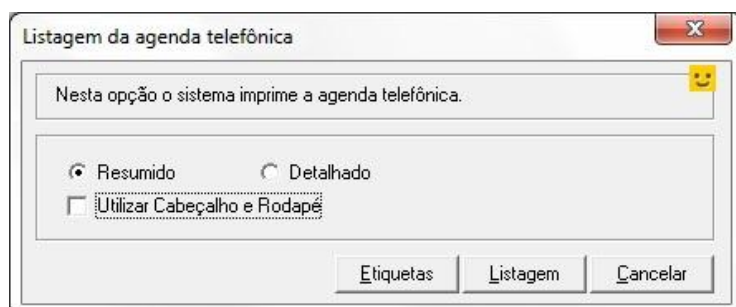 Listagem da agenda telefônica
Nesta opção o sistema imprime a agenda telefônica.
Resumido Detalhado
Utilizar Cabeçalho e Rodapé
Etiquetas Listagem Cancelar